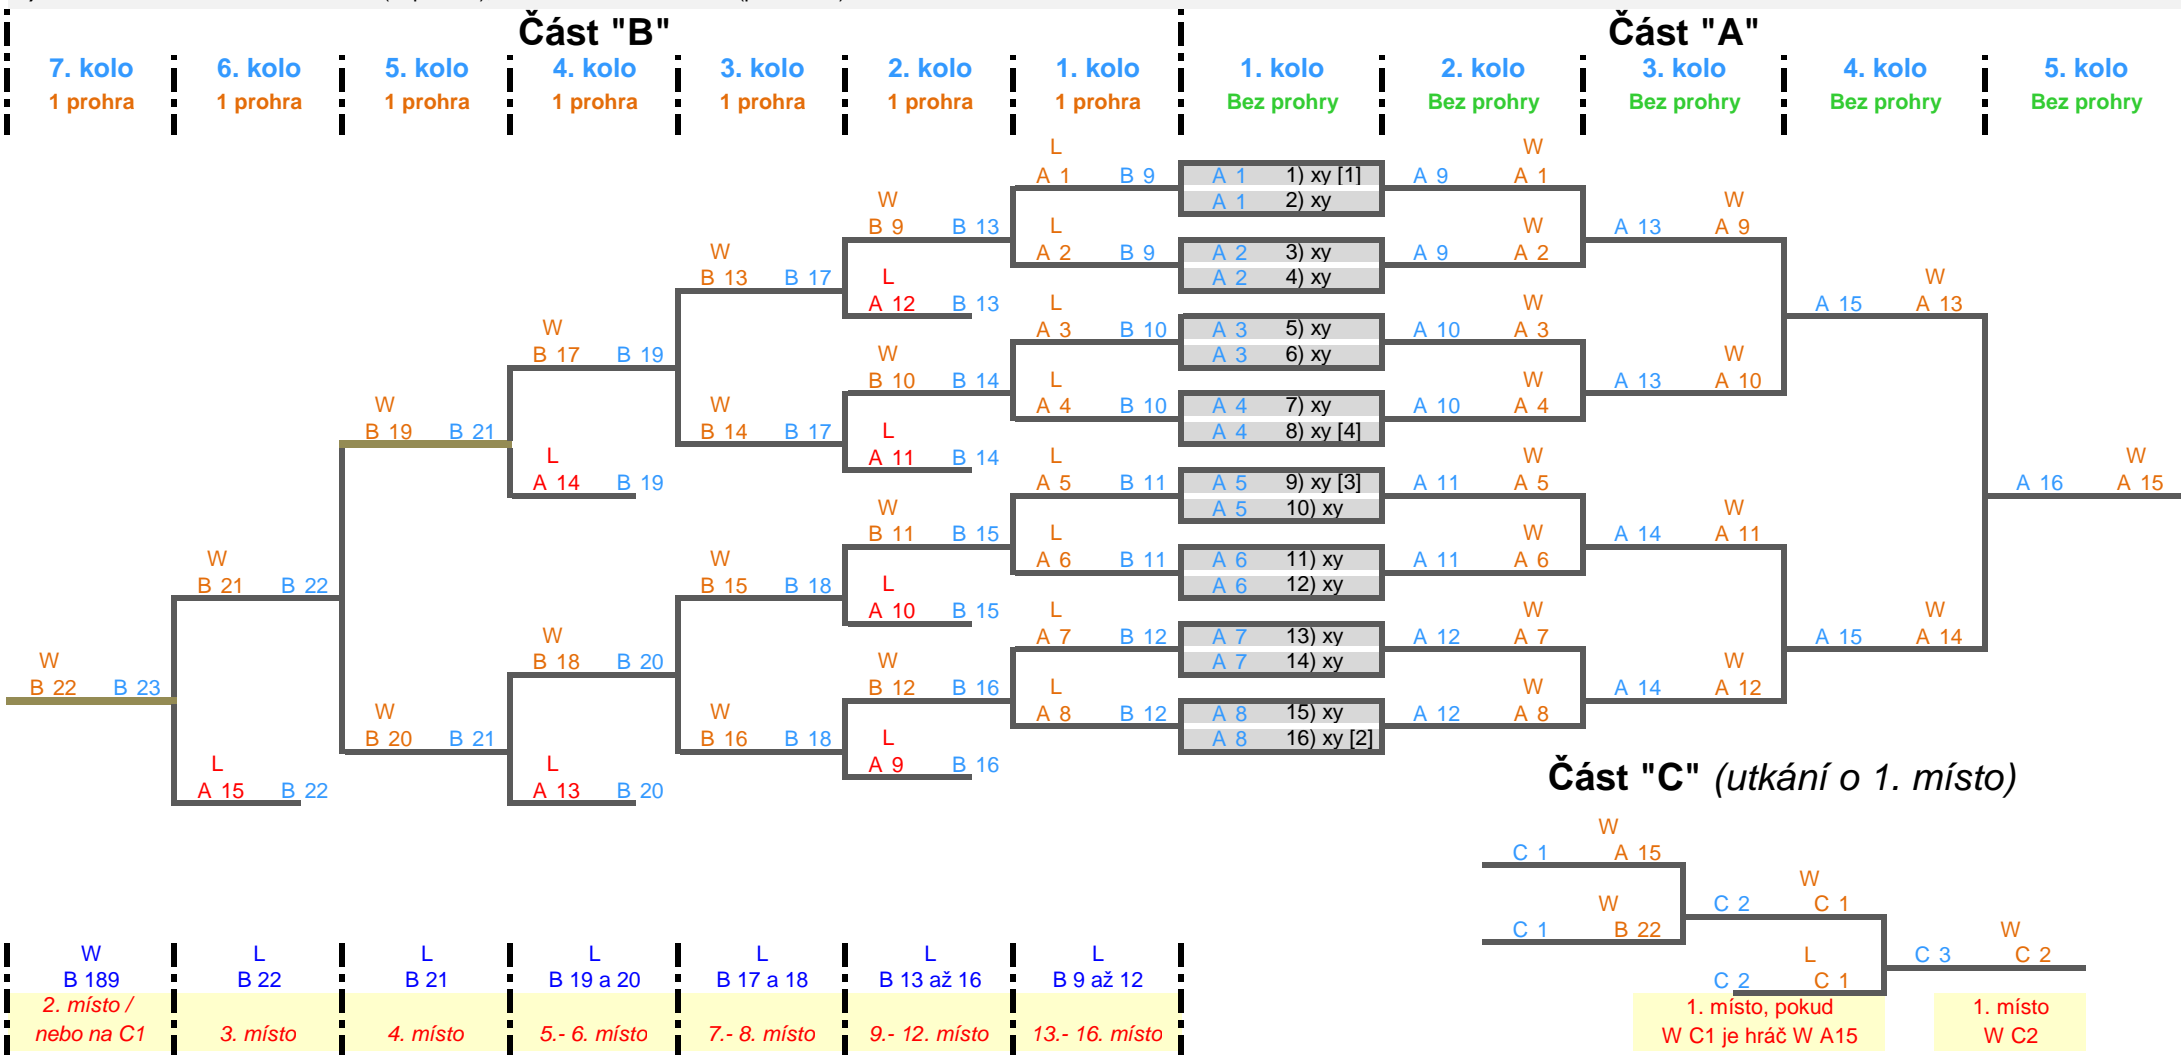 Část "B" Část "A"
7. kolo 6. kolo 5. kolo 4. kolo 3. kolo 2. kolo 1. kolo 1. kolo 2. kolo 3. kolo 4. kolo 5. kolo
1 prohra 1 prohra 1 prohra 1 prohra 1 prohra 1 prohra 1 prohra Bez prohry Bez prohry Bez prohry Bez prohry Bez prohry
L W
A 1 B 9 A 1 1) xy [1] A 9 A 1
W A 1 2) xy W
B 9 B 13 L W A 13 A 9
W A 2 B 9 A 2 3) xy A 9 A 2
B 13 B 17 L A 2 4) xy W
A 12 B 13 L W A 15 A 13
W A 3 B 10 A 3 5) xy A 10 A 3
B 17 B 19 W A 3 6) xy W
B 10 B 14 L W A 13 A 10
W W A 4 B 10 A 4 7) xy A 10 A 4
B 19 B 21 B 14 B 17 L A 4 8) xy [4]
L A 11 B 14 L W W
A 14 B 19 A 5 B 11 A 5 9) xy [3] A 11 A 5 A 16 A 15
W A 5 10) xy W
B 11 B 15 L W A 14 A 11
W W A 6 B 11 A 6 11) xy A 11 A 6
B 21 B 22 B 15 B 18 L A 6 12) xy
A 10 B 15 L W W
W A 7 B 12 A 7 13) xy A 12 A 7 A 15 A 14
W B 18 B 20 W A 7 14) xy W
B 22 B 23 B 12 B 16 L W A 14 A 12
W W A 8 B 12 A 8 15) xy A 12 A 8
B 20 B 21 B 16 B 18 L A 8 16) xy [2]
L L A 9 B 16
A 15 B 22 A 13 B 20
Část "C" (utkání o 1. místo)
W
C 1 A 15
W
C 2 C 1
W
C 1 B 22
W
L C 3 C 2
C 2 C 1
1. místo, pokud 1. místo
W C1 je hráč W A15 W C2
W L L L L L L
B 189 B 22 B 21 B 19 a 20 B 17 a 18 B 13 až 16 B 9 až 12
2. místo /
nebo na C1 3. místo 4. místo 5.- 6. místo 7.- 8. místo 9.- 12. místo 13.- 16. místo